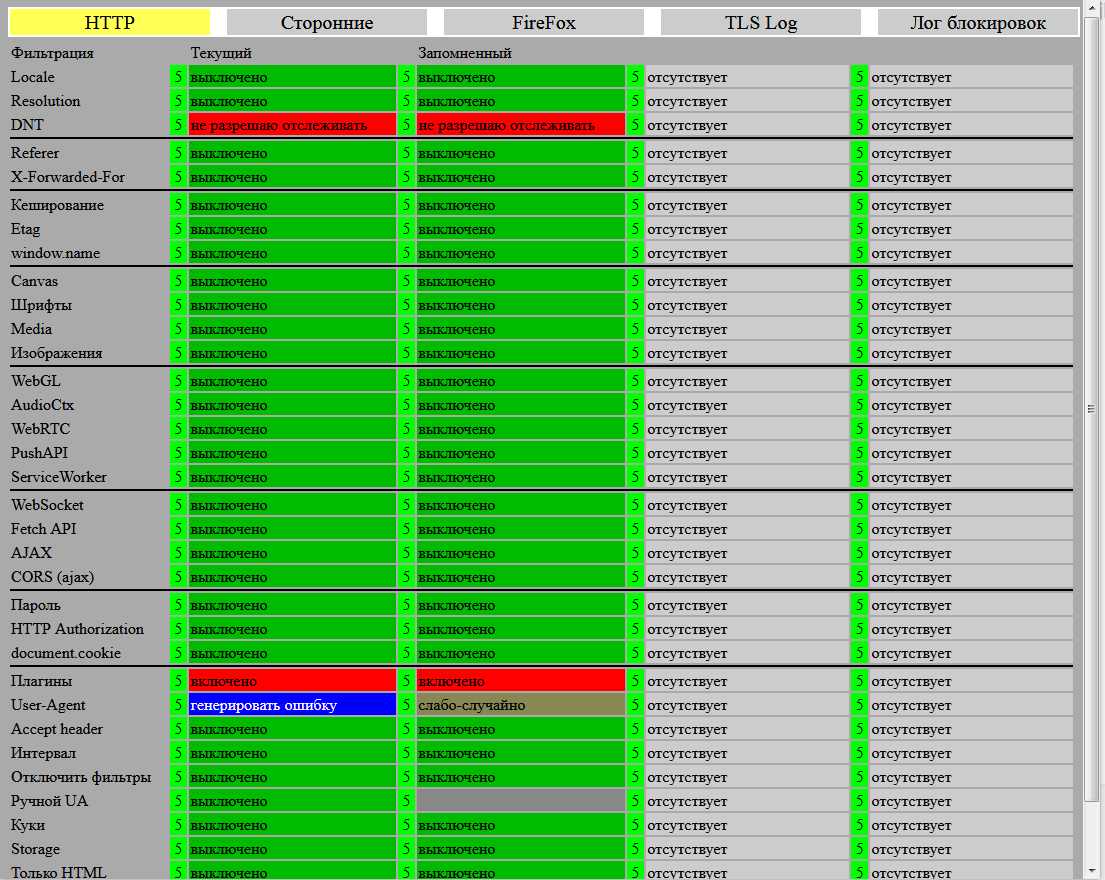 HTTP Сторонние FireFox TLS Log Лог блокировок
Фильтрация Текущий Запомненный
Locale 5 выключено 5 выключено 5 отсутствует 5 отсутствует
Resolution 5 выключено 5 выключено 5 отсутствует 5 отсутствует
DNT 5 не разрешаю отслеживать 5 не разрешаю отслеживать 5 отсутствует 5 отсутствует
Referer 5 выключено 5 выключено 5 отсутствует 5 отсутствует
X-Forwarded-For 5 выключено 5 выключено 5 отсутствует 5 отсутствует
Кеширование 5 выключено 5 выключено 5 отсутствует 5 отсутствует
Etag 5 выключено 5 выключено 5 отсутствует 5 отсутствует
window.name 5 выключено 5 выключено 5 отсутствует 5 отсутствует
Canvas 5 выключено 5 выключено 5 отсутствует 5 отсутствует
Шрифты 5 выключено 5 выключено 5 отсутствует 5 отсутствует
Media 5 выключено 5 выключено 5 отсутствует 5 отсутствует
Изображения 5 выключено 5 выключено 5 отсутствует 5 отсутствует
WebGL 5 выключено 5 выключено 5 отсутствует 5 отсутствует
AudioCtx 5 выключено 5 выключено 5 отсутствует 5 отсутствует
WebRTC 5 выключено 5 выключено 5 отсутствует 5 отсутствует
PushAPI 5 выключено 5 выключено 5 отсутствует 5 отсутствует
ServiceWorker 5 выключено 5 выключено 5 отсутствует 5 отсутствует
WebSocket 5 выключено 5 выключено 5 отсутствует 5 отсутствует
Fetch API 5 выключено 5 выключено 5 отсутствует 5 отсутствует
AJAX 5 выключено 5 выключено 5 отсутствует 5 отсутствует
CORS (ajax) 5 выключено 5 выключено 5 отсутствует 5 отсутствует
Пароль 5 выключено 5 выключено 5 отсутствует 5 отсутствует
HTTP Authorization 5 выключено 5 выключено 5 отсутствует 5 отсутствует
document.cookie 5 выключено 5 выключено 5 отсутствует 5 отсутствует
Плагины 5 включено 5 включено 5 отсутствует 5 отсутствует
User-Agent 5 генерировать ошибку 5 слабо-случайно 5 отсутствует 5 отсутствует
Accept header 5 выключено 5 выключено 5 отсутствует 5 отсутствует
Интервал 5 выключено 5 выключено 5 отсутствует 5 отсутствует
Отключить фильтры 5 выключено 5 выключено 5 отсутствует 5 отсутствует
Ручной UA 5 выключено 5 5 отсутствует 5 отсутствует
Куки 5 выключено 5 выключено 5 отсутствует 5 отсутствует
Storage 5 выключено 5 выключено 5 отсутствует 5 отсутствует
Только HTML 5 выключено 5 выключено 5 отсутствует 5 отсутствует